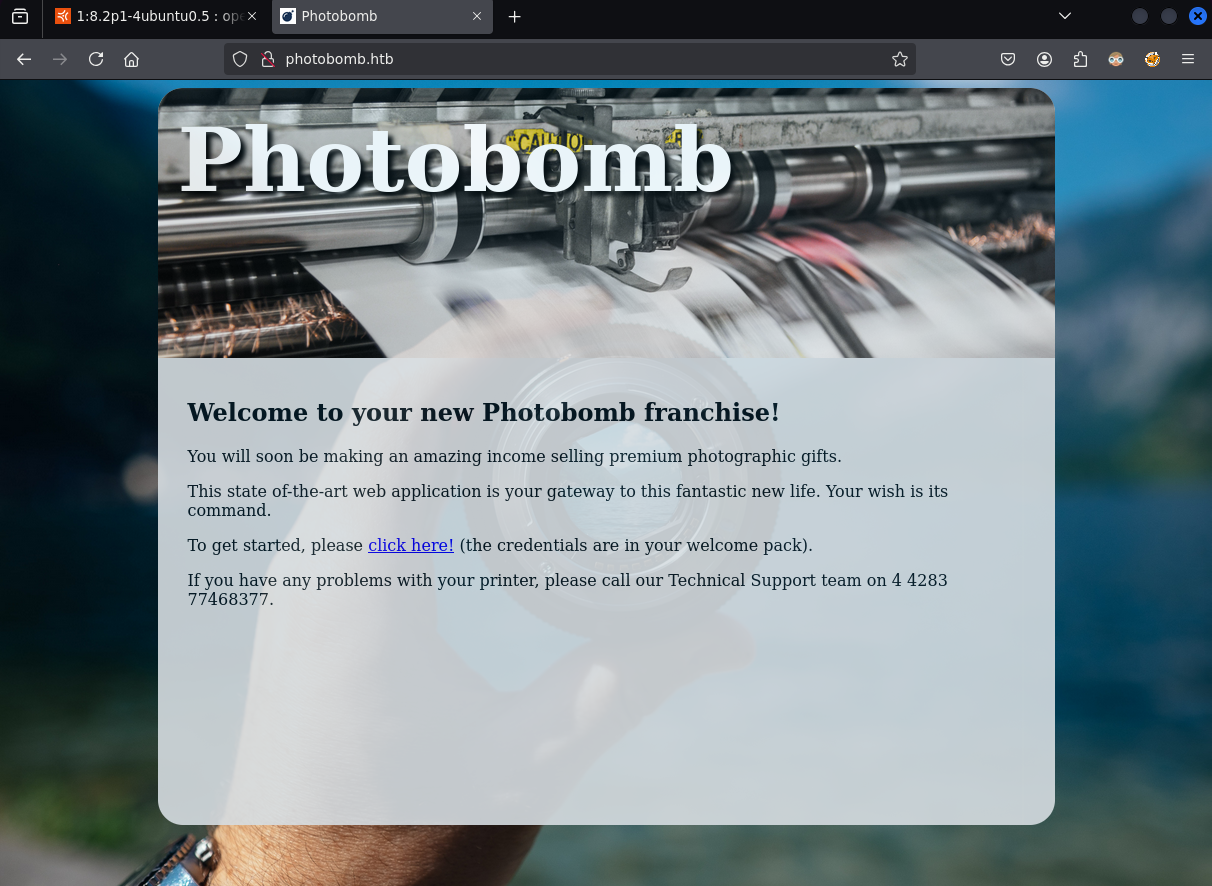 1:8.2p1-4ubuntu0.5 : op
Photobomb
photobomb.htb
CAUTIO
Photobomb
Welcome to your new Photobomb franchise!
You will soon be making an amazing income selling premium photographic gifts.
This state of-the-art web application is your gateway to this fantastic new life. Your wish is its
command.
To get started, please click here! (the credentials are in your welcome pack).
If you have any problems with your printer, please call our Technical Support team on 4 4283
77468377.